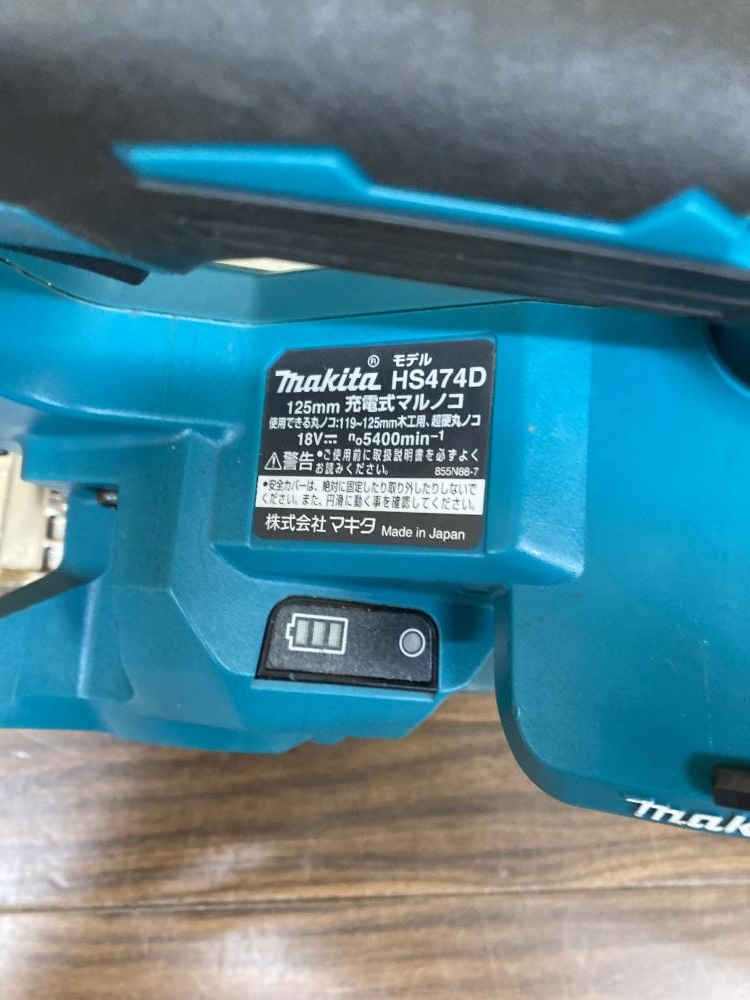 makita® モデル HS474D
125mm 充電式マルノコ
使用できる丸ノコ:119~125mm木工用、超硬丸ノコ
18V⎓ n₀5400min⁻¹
⚠警告 •ご使用前に取扱説明書を必ずよく
お読みください。 855N88-7
•安全カバーは、絶対に固定したり取り外したりしないで
ください。また、円滑に動く事を確認してください。
株式会社マキタ Made in Japan
mak